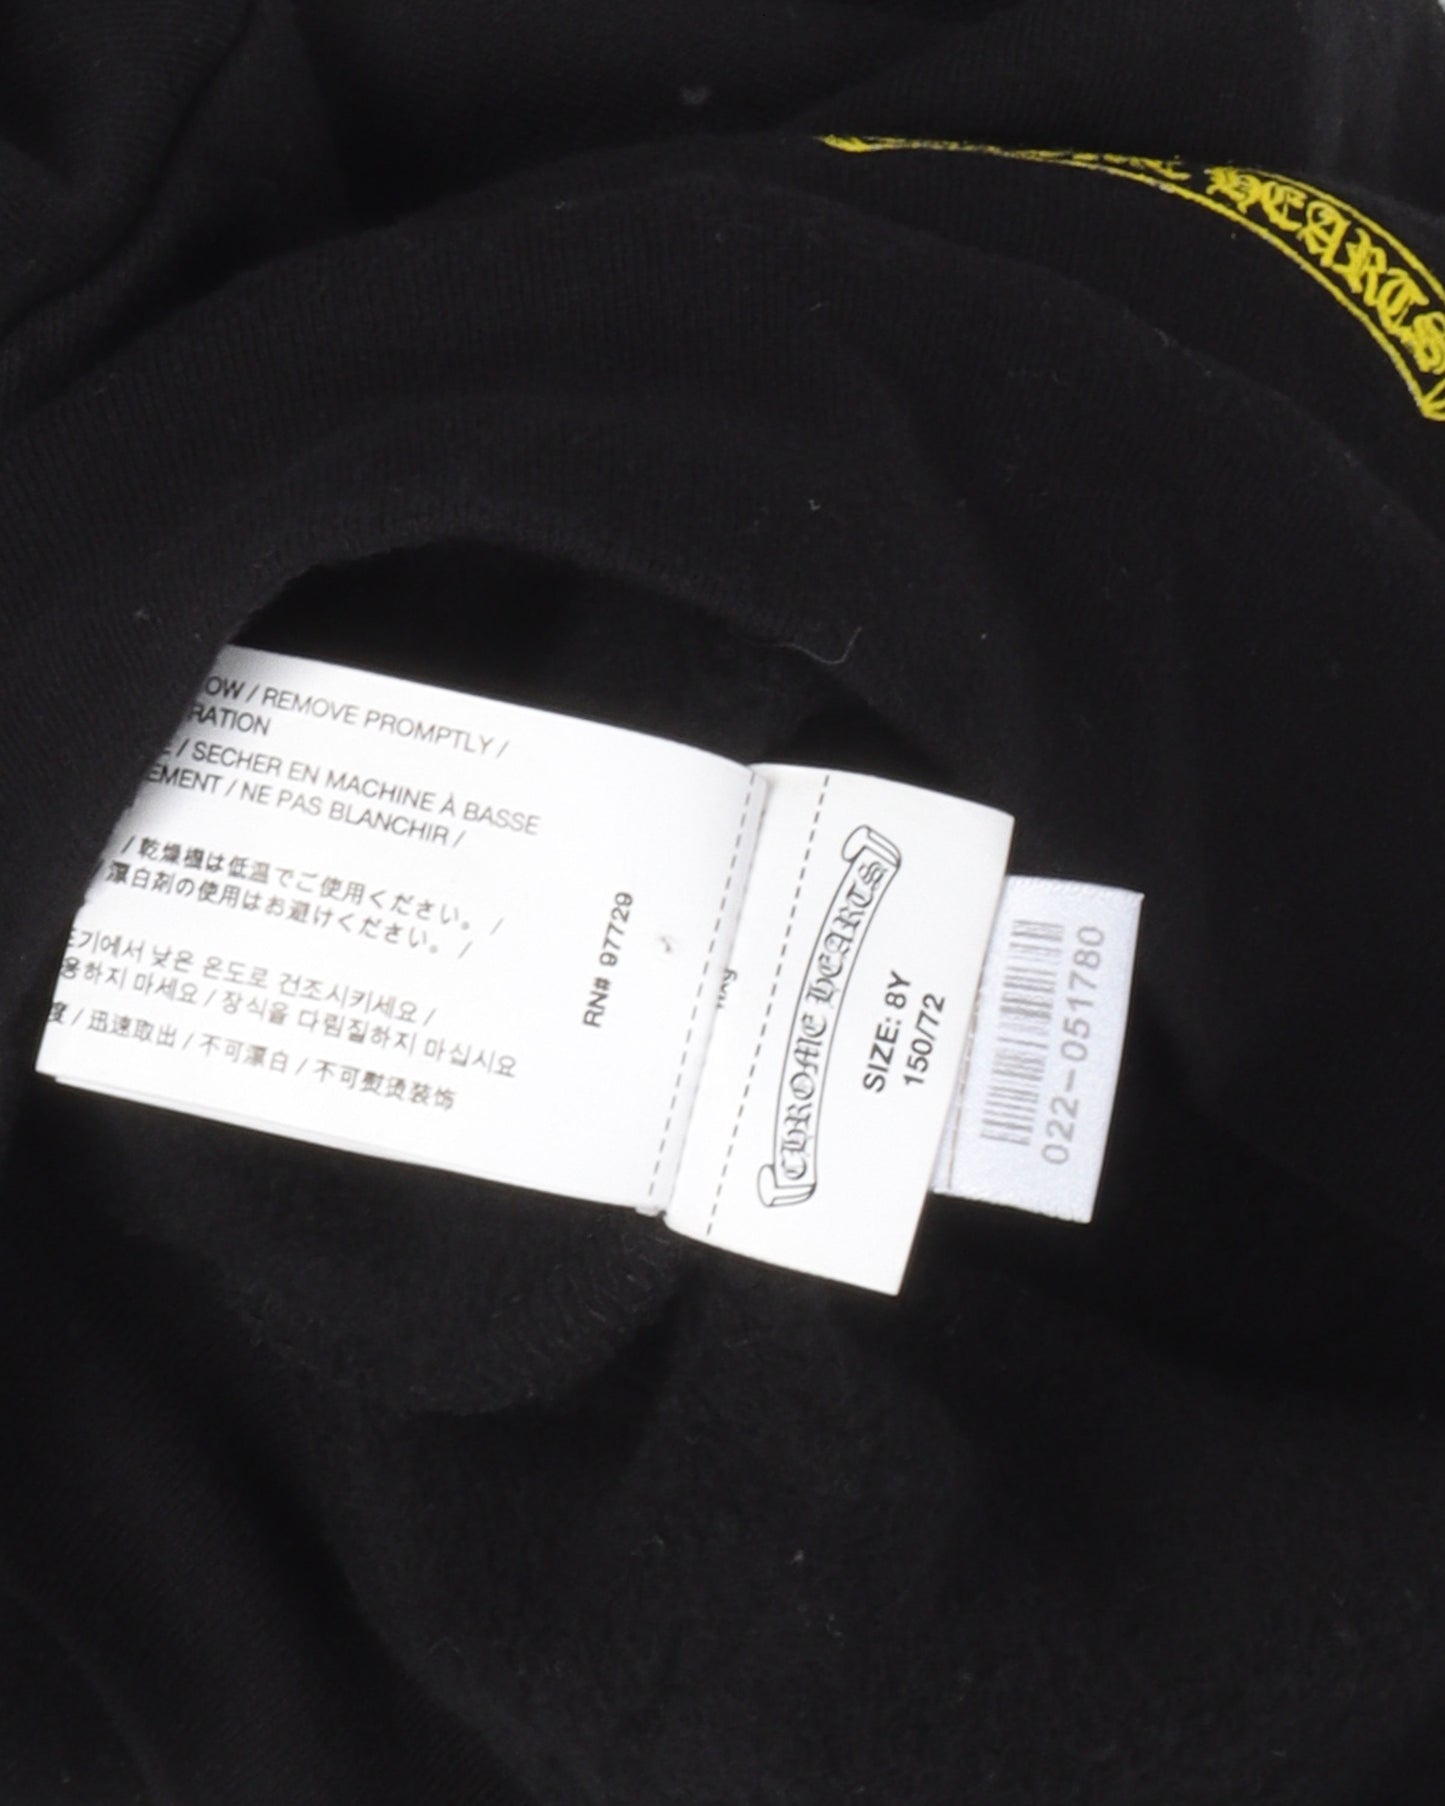 HEARTS
OW / REMOVE PROMPTLY /
RATION
/ SECHER EN MACHINE À BASSE
EMENT / NE PAS BLANCHIR /
/ 乾燥機は低温でご使用ください。 /
漂白剤の使用はお避けください。 /
기에서 낮은 온도로 건조시키세요 /
용하지 마세요 / 장식을 다림질하지 마십시오
度 / 迅速取出 / 不可漂白 / 不可熨烫装饰
RN# 97729
CHROME HEARTS
SIZE: 8Y
150/72
022-051780